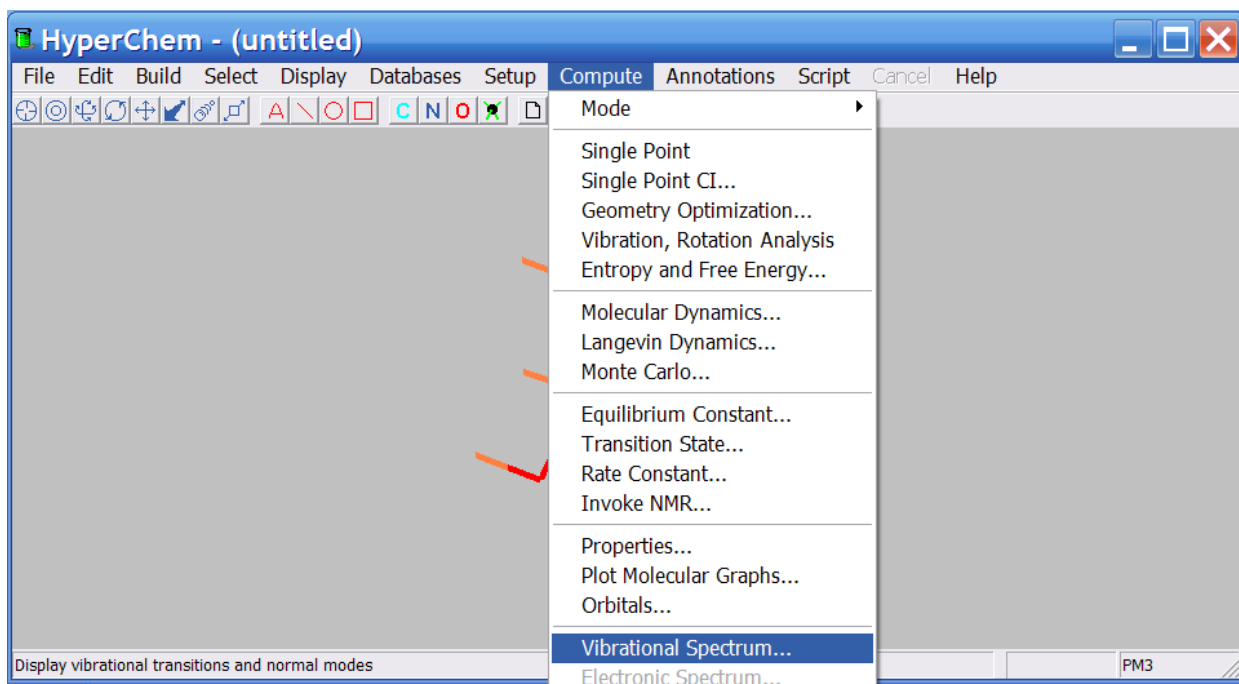 HyperChem - (untitled)
File Edit Build Select Display Databases Setup Compute Annotations Script Cancel Help
A C N O
Mode
Single Point
Single Point CI...
Geometry Optimization...
Vibration, Rotation Analysis
Entropy and Free Energy...
Molecular Dynamics...
Langevin Dynamics...
Monte Carlo...
Equilibrium Constant...
Transition State...
Rate Constant...
Invoke NMR...
Properties...
Plot Molecular Graphs...
Orbitals...
Vibrational Spectrum...
Electronic Spectrum...
Display vibrational transitions and normal modes
PM3